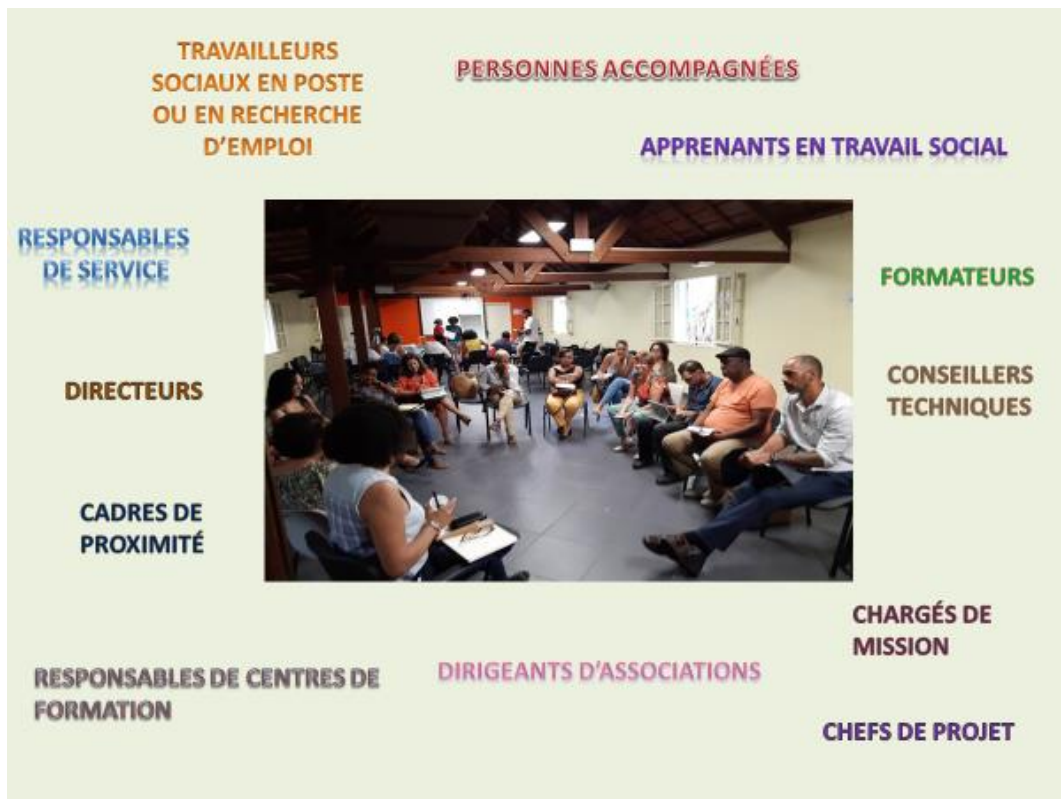 TRAVAILLEURS
SOCIAUX EN POSTE
OU EN RECHERCHE
D'EMPLOI
PERSONNES ACCOMPAGNÉES
APPRENANTS EN TRAVAIL SOCIAL
RESPONSABLES
DE SERVICE
FORMATEURS
DIRECTEURS
CONSEILLERS
TECHNIQUES
CADRES DE
PROXIMITÉ
CHARGÉS DE
MISSION
RESPONSABLES DE CENTRES DE
FORMATION
DIRIGEANTS D'ASSOCIATIONS
CHEFS DE PROJET